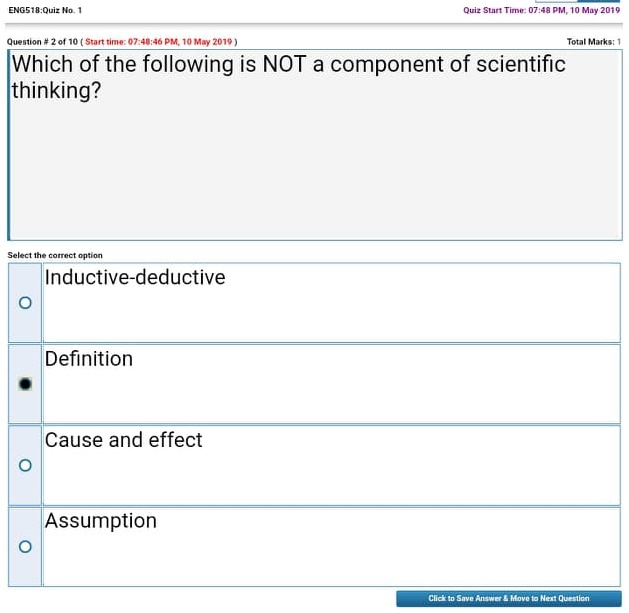 ENG518:Quiz No. 1
Quiz Start Time: 07:48 PM, 10 May 2019
Question # 2 of 10 ( Start time: 07:48:46 PM, 10 May 2019 )
Total Marks: 1
Which of the following is NOT a component of scientific
thinking?
Select the correct option
Inductive-deductive
Definition
Cause and effect
Assumption
Click to Save Answer & Move to Next Question